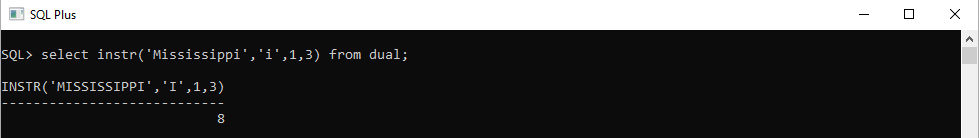 SQL Plus
SQL> select instr('Mississippi','i',1,3) from dual;
INSTR('MISSISSIPPI','I',1,3)
----------------------------
8